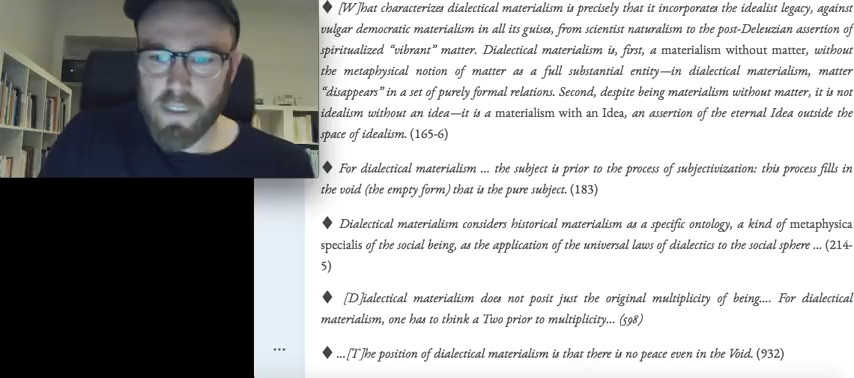 ♦ [W]hat characterizes dialectical materialism is precisely that it incorporates the idealist legacy, against
vulgar democratic materialism in all its guises, from scientist naturalism to the post-Deleuzian assertion of
spiritualized “vibrant” matter. Dialectical materialism is, first, a materialism without matter, without
the metaphysical notion of matter as a full substantial entity—in dialectical materialism, matter
“disappears” in a set of purely formal relations. Second, despite being materialism without matter, it is not
idealism without an idea—it is a materialism with an Idea, an assertion of the eternal Idea outside the
space of idealism. (165-6)
♦ For dialectical materialism ... the subject is prior to the process of subjectivization: this process fills in
the void (the empty form) that is the pure subject. (183)
♦ Dialectical materialism considers historical materialism as a specific ontology, a kind of metaphysica
specialis of the social being, as the application of the universal laws of dialectics to the social sphere ... (214-
5)
♦ [D]ialectical materialism does not posit just the original multiplicity of being.... For dialectical
materialism, one has to think a Two prior to multiplicity... (598)
♦ ...[T]he position of dialectical materialism is that there is no peace even in the Void. (932)